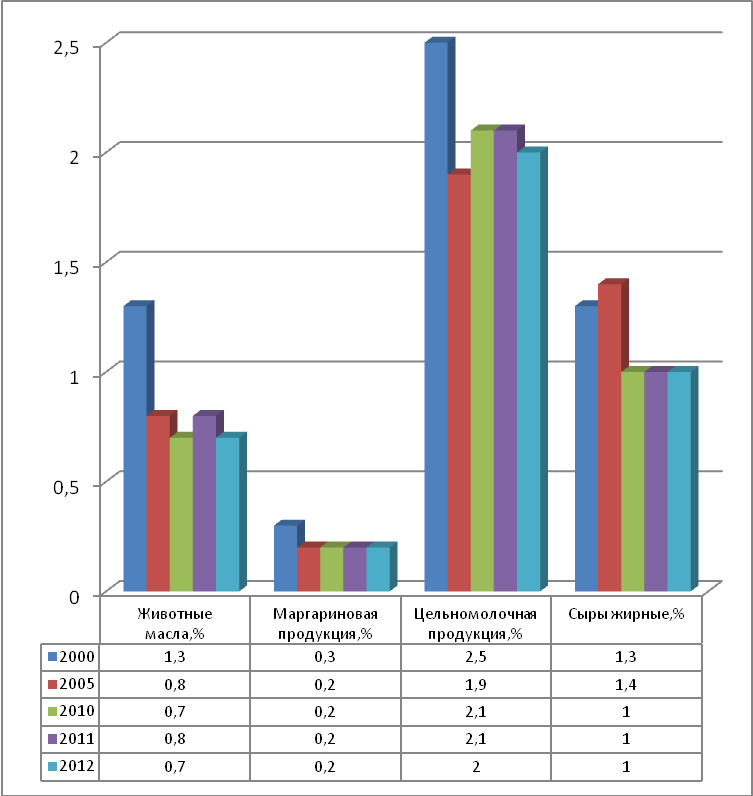 2,5
2
1,5
1
0,5
0
Животные масла,% Маргариновая продукция,% Цельномолочная продукция,% Сыры жирные,%
2000 1,3 0,3 2,5 1,3
2005 0,8 0,2 1,9 1,4
2010 0,7 0,2 2,1 1
2011 0,8 0,2 2,1 1
2012 0,7 0,2 2 1